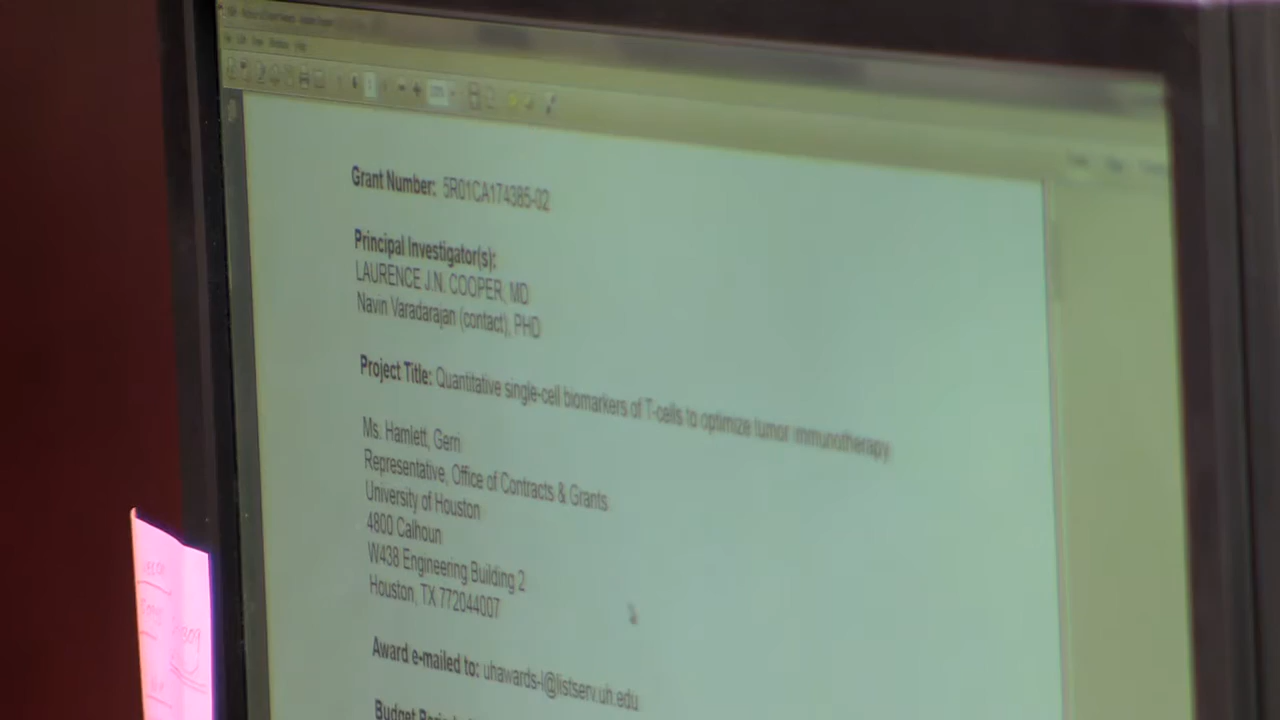 Grant Number: 5R01CA174385-02
Principal Investigator(s):
LAURENCE J.N. COOPER, MD
Navin Varadarajan (contact), PHD
Project Title: Quantitative single-cell biomarkers of T-cells to optimize tumor immunotherapy
Ms. Hamlett, Gerri
Representative, Office of Contracts & Grants
University of Houston
4800 Calhoun
W438 Engineering Building 2
Houston, TX 772044007
Award e-mailed to: uhawards-l@listserv.uh.edu
Budget